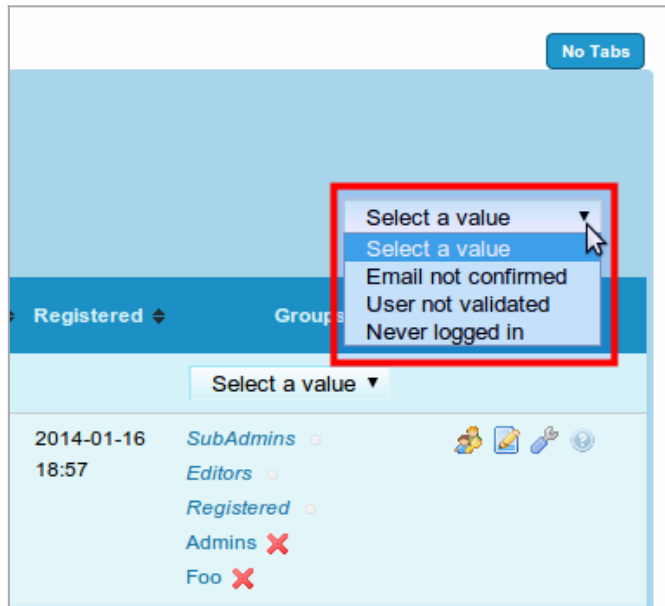 No Tabs
Select a value
Select a value
Email not confirmed
User not validated
Never logged in
Registered
Groups
Select a value
2014-01-16
18:57
SubAdmins
Editors
Registered
Admins
Foo